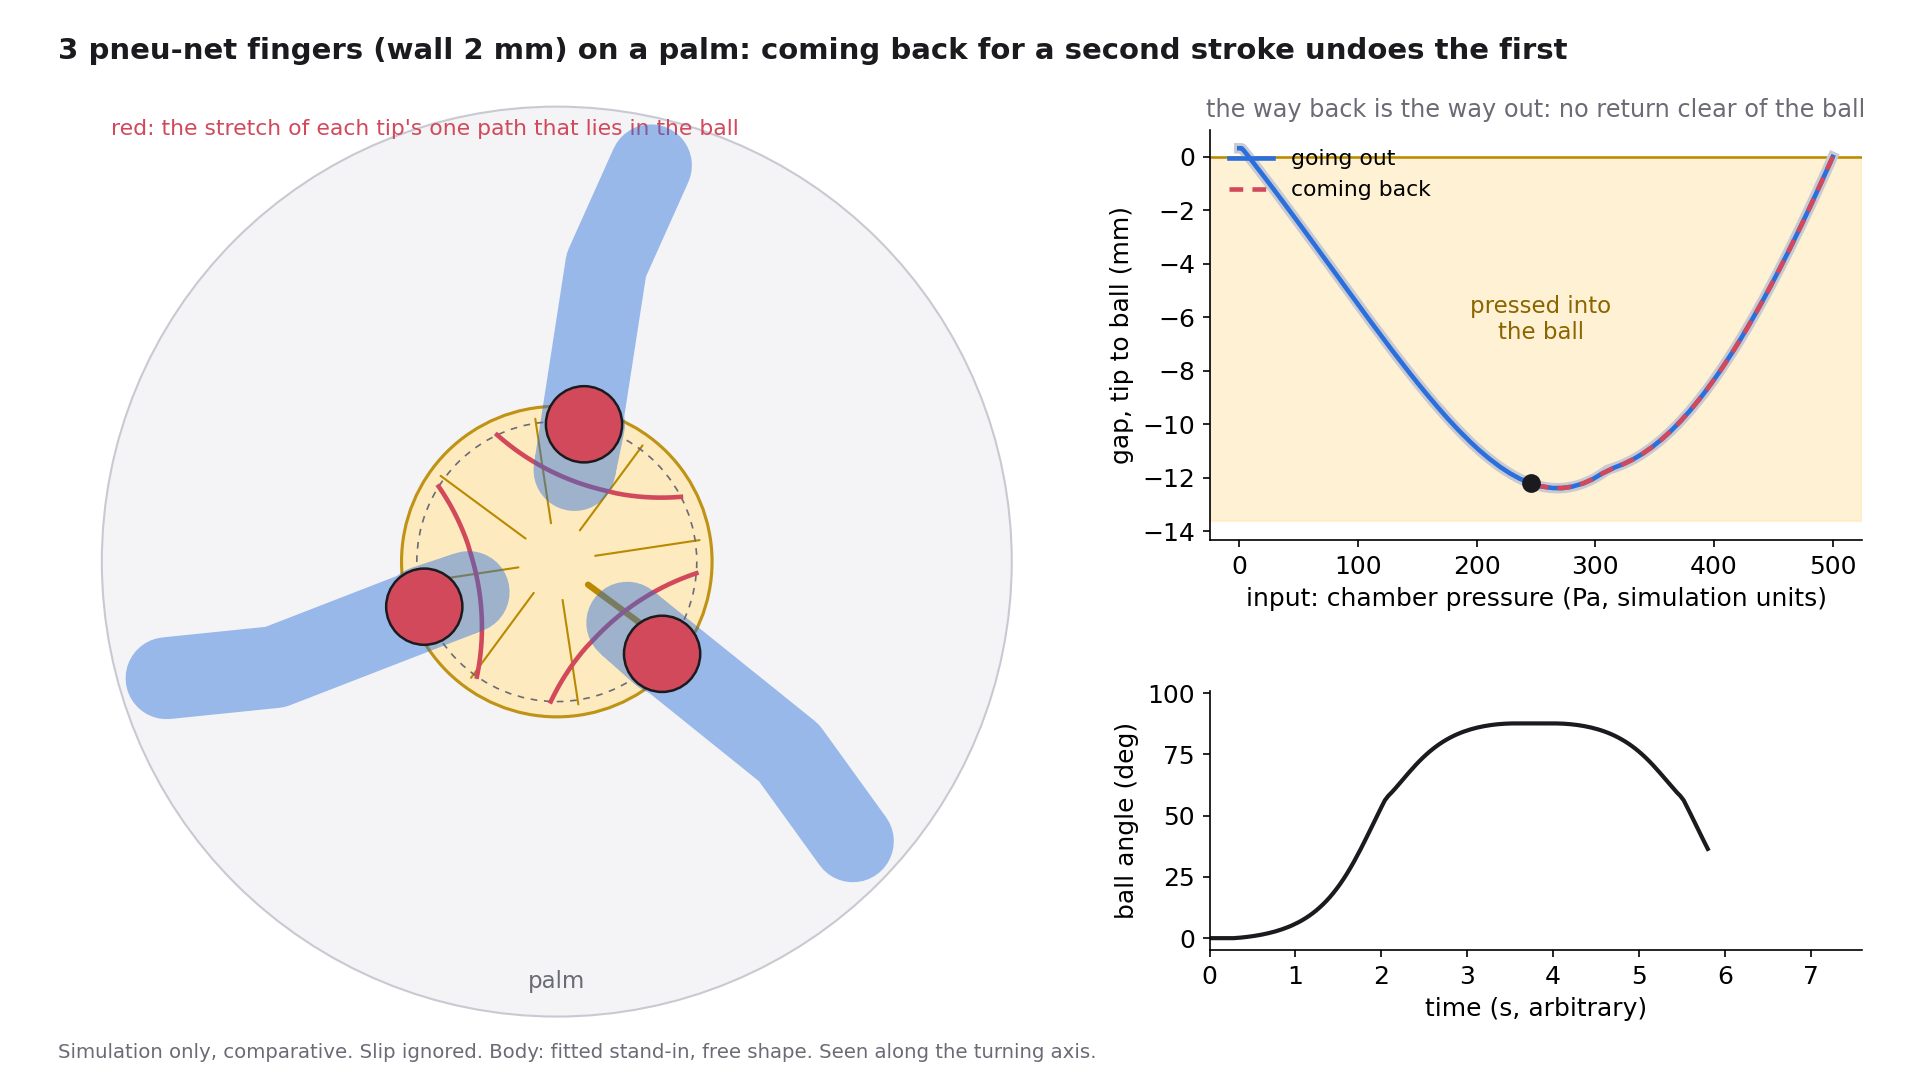 3 pneu-net fingers (wall 2 mm) on a palm: coming back for a second stroke undoes the first
red: the stretch of each tip's one path that lies in the ball
palm
the way back is the way out: no return clear of the ball
going out
coming back
pressed into
the ball
gap, tip to ball (mm)
0
−2
−4
−6
−8
−10
−12
−14
0 100 200 300 400 500
input: chamber pressure (Pa, simulation units)
ball angle (deg)
100
75
50
25
0
0 1 2 3 4 5 6 7
time (s, arbitrary)
Simulation only, comparative. Slip ignored. Body: fitted stand-in, free shape. Seen along the turning axis.